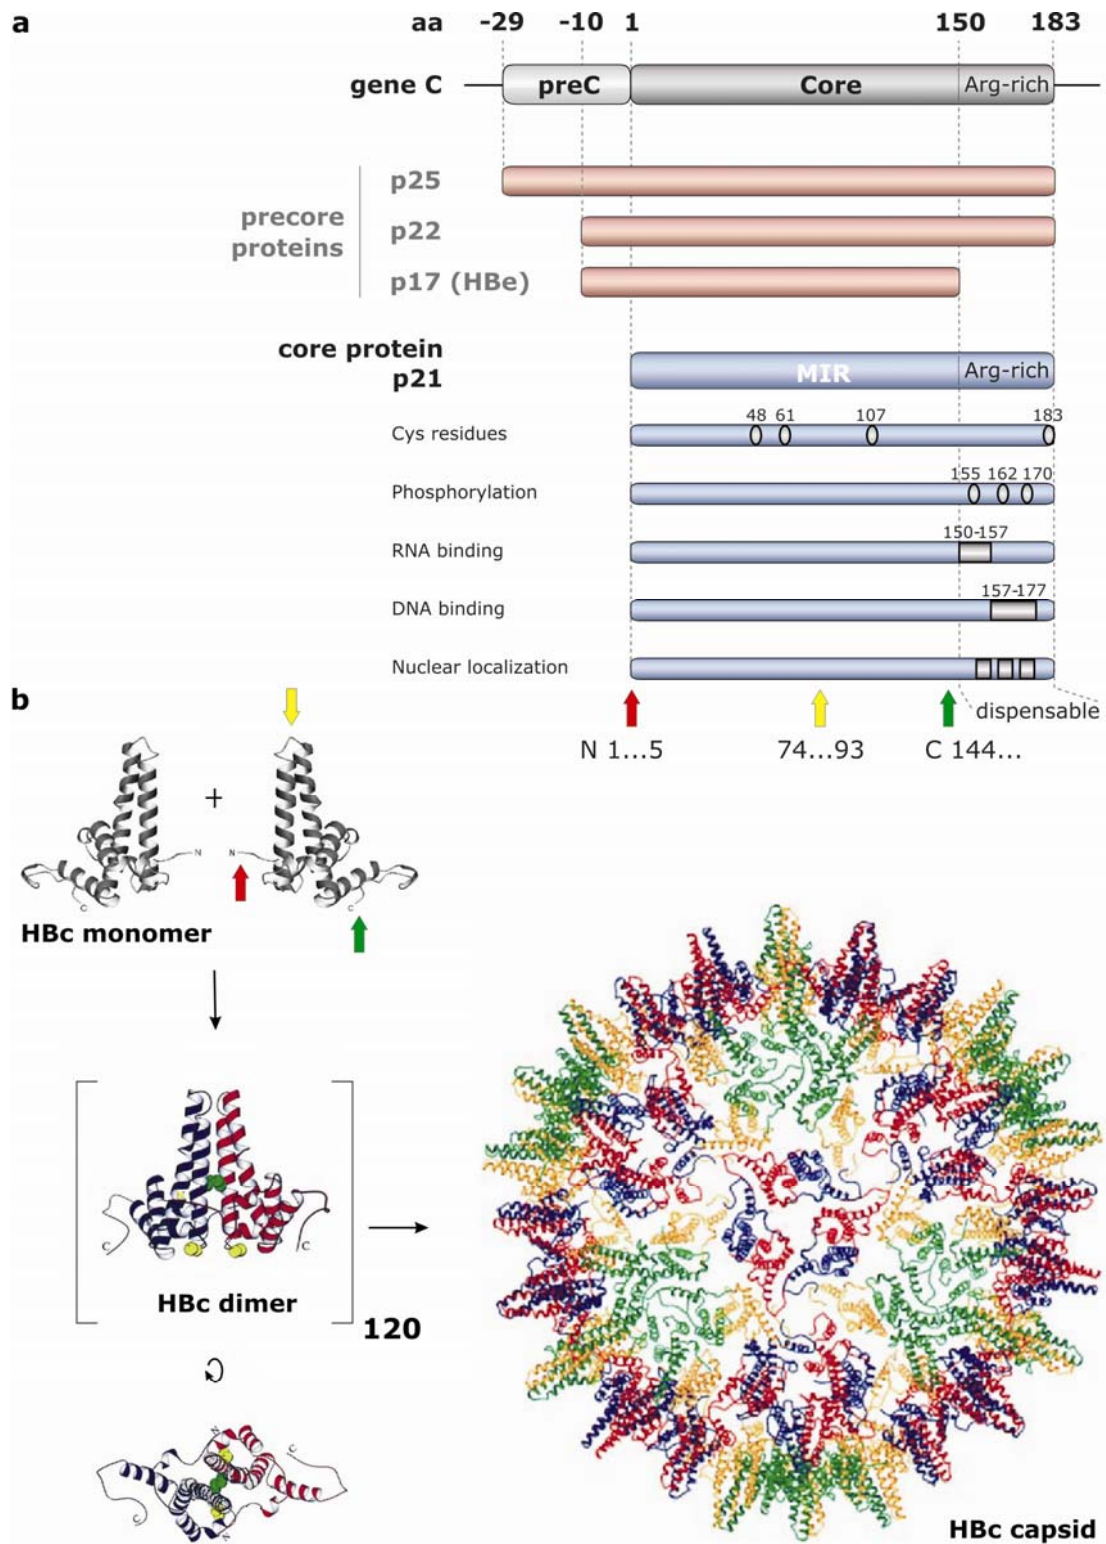 a
aa -29 -10 1 150 183
gene C preC Core Arg-rich
p25
precore
proteins
p22
p17 (HBe)
core protein
p21
MIR Arg-rich
48 61 107 183
Cys residues
155 162 170
Phosphorylation
150-157
RNA binding
157-177
DNA binding
Nuclear localization
b
dispensable
N 1...5 74...93 C 144...
+
N N
C C
HBc monomer
C C
HBc dimer
120
N C
C N
HBc capsid